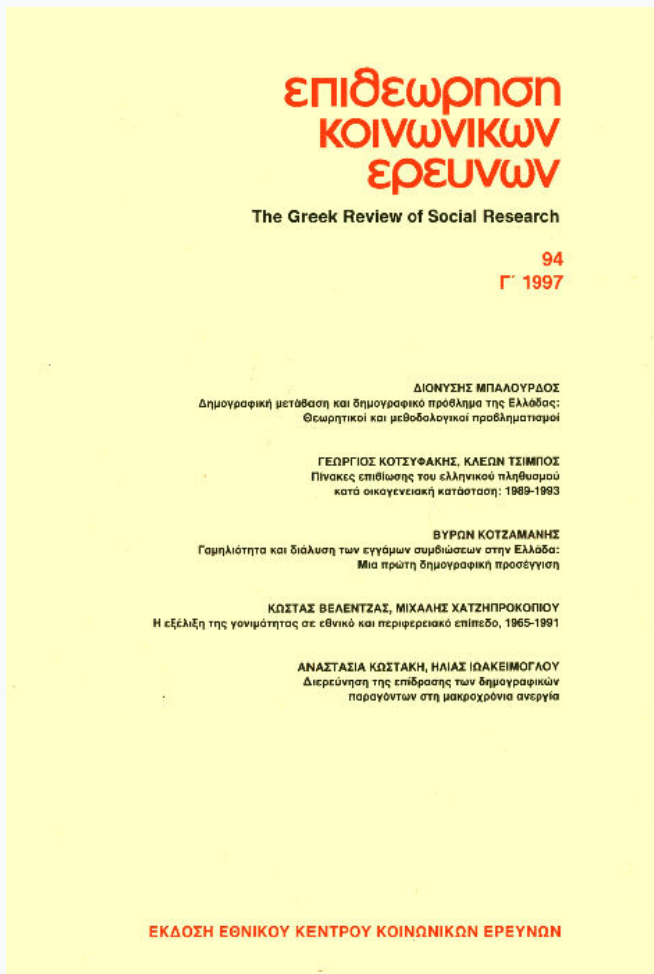 επιθεωρηση
κοινωνικων
ερευνων
The Greek Review of Social Research
94
Γ΄ 1997
ΔΙΟΝΥΣΗΣ ΜΠΑΛΟΥΡΔΟΣ
Δημογραφική μετάβαση και δημογραφικό πρόβλημα της Ελλάδας:
Θεωρητικοί και μεθοδολογικοί προβληματισμοί
ΓΕΩΡΓΙΟΣ ΚΟΤΣΥΦΑΚΗΣ, ΚΛΕΩΝ ΤΣΙΜΠΟΣ
Πίνακες επιβίωσης του ελληνικού πληθυσμού
κατά οικογενειακή κατάσταση: 1989-1993
ΒΥΡΩΝ ΚΟΤΖΑΜΑΝΗΣ
Γαμηλιότητα και διάλυση των εγγάμων συμβιώσεων στην Ελλάδα:
Μια πρώτη δημογραφική προσέγγιση
ΚΩΣΤΑΣ ΒΕΛΕΝΤΖΑΣ, ΜΙΧΑΛΗΣ ΧΑΤΖΗΠΡΟΚΟΠΙΟΥ
Η εξέλιξη της γονιμότητας σε εθνικό και περιφερειακό επίπεδο, 1965-1991
ΑΝΑΣΤΑΣΙΑ ΚΩΣΤΑΚΗ, ΗΛΙΑΣ ΙΩΑΚΕΙΜΟΓΛΟΥ
Διερεύνηση της επίδρασης των δημογραφικών
παραγόντων στη μακροχρόνια ανεργία
ΕΚΔΟΣΗ ΕΘΝΙΚΟΥ ΚΕΝΤΡΟΥ ΚΟΙΝΩΝΙΚΩΝ ΕΡΕΥΝΩΝ